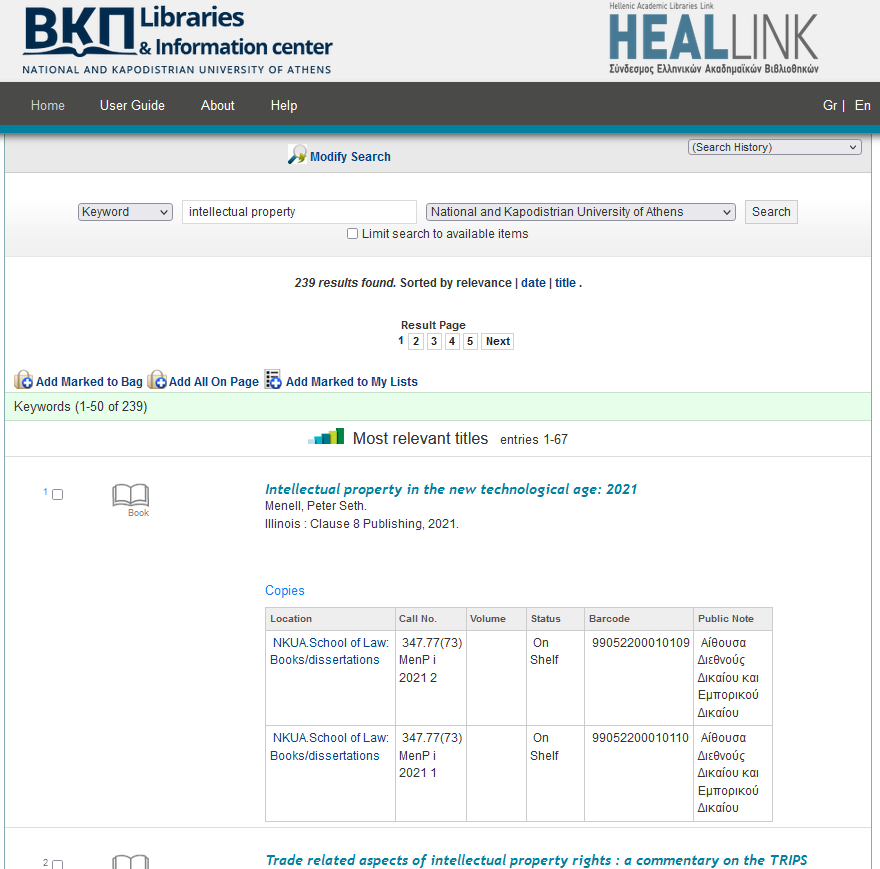 ΒΚΠ Libraries
& Information center
NATIONAL AND KAPODISTRIAN UNIVERSITY OF ATHENS
Hellenic Academic Libraries Link
HEALLINK
Σύνδεσμος Ελληνικών Ακαδημαϊκών Βιβλιοθηκών
Home User Guide About Help Gr | En
Modify Search (Search History)
Keyword intellectual property National and Kapodistrian University of Athens Search
Limit search to available items
239 results found. Sorted by relevance | date | title .
Result Page
1 2 3 4 5 Next
Add Marked to Bag Add All On Page Add Marked to My Lists
Keywords (1-50 of 239)
Most relevant titles entries 1-67
1 Book
Intellectual property in the new technological age: 2021
Menell, Peter Seth.
Illinois : Clause 8 Publishing, 2021.
Copies
Location Call No. Volume Status Barcode Public Note
NKUA.School of Law: 347.77(73) On 99052200010109 Αίθουσα
Books/dissertations MenP i Shelf Διεθνούς
2021 2 Δικαίου και
Εμπορικού
Δικαίου
NKUA.School of Law: 347.77(73) On 99052200010110 Αίθουσα
Books/dissertations MenP i Shelf Διεθνούς
2021 1 Δικαίου και
Εμπορικού
Δικαίου
2 Trade related aspects of intellectual property rights : a commentary on the TRIPS